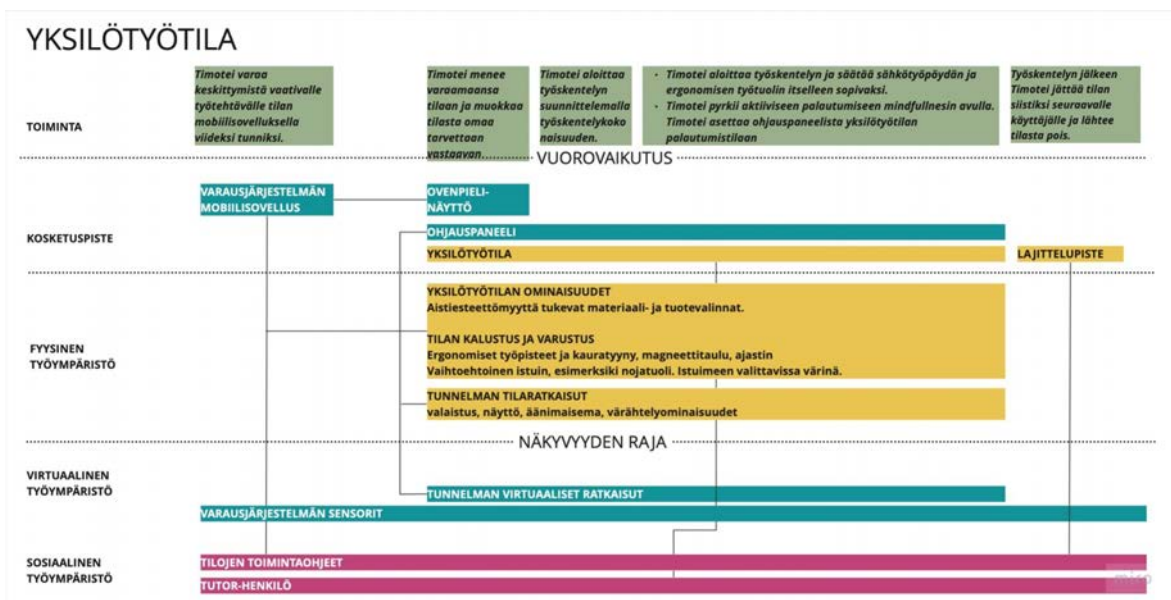 YKSILÖTYÖTILA
TOIMINTA
Timotei varaa
keskittymistä vaativalle
työtehtävälle tilan
mobiilisovelluksella
viideksi tunniksi.
Timotei menee
varaamaansa
tilaan ja muokkaa
tilasta omaa
tarvettaan
vastaavan.
Timotei aloittaa
työskentelyn
suunnittelemalla
työskentelykoko
naisuuden.
· Timotei aloittaa työskentelyn ja säätää sähkötyöpöydän ja
ergonomisen työtuolin itselleen sopivaksi.
· Timotei pyrkii aktiiviseen palautumiseen mindfullnesin avulla.
Timotei asettaa ohjauspaneelista yksilötyötilan
palautumistilaan
Työskentelyn jälkeen
Timotei jättää tilan
siistiksi seuraavalle
käyttäjälle ja lähtee
tilasta pois.
VUOROVAIKUTUS
KOSKETUSPISTE
VARAUSJÄRJESTELMÄN
MOBIILISOVELLUS
OVENPIELI-
NÄYTTÖ
OHJAUSPANEELI
YKSILÖTYÖTILA
LAJITTELUPISTE
FYYSINEN
TYÖYMPÄRISTÖ
YKSILÖTYÖTILAN OMINAISUUDET
Aistiesteettömyyttä tukevat materiaali- ja tuotevalinnat.
TILAN KALUSTUS JA VARUSTUS
Ergonomiset työpisteet ja kauratyyny, magneettitaulu, ajastin
Vaihtoehtoinen istuin, esimerksiki nojatuoli. Istuimeen valittavissa värinä.
TUNNELMAN TILARATKAISUT
valaistus, näyttö, äänimaisema, värähtelyominaisuudet
NÄKYVYYDEN RAJA
VIRTUAALINEN
TYÖYMPÄRISTÖ
TUNNELMAN VIRTUAALISET RATKAISUT
VARAUSJÄRJESTELMÄN SENSORIT
SOSIAALINEN
TYÖYMPÄRISTÖ
TILOJEN TOIMINTAOHJEET
TUTOR-HENKILÖ
miro